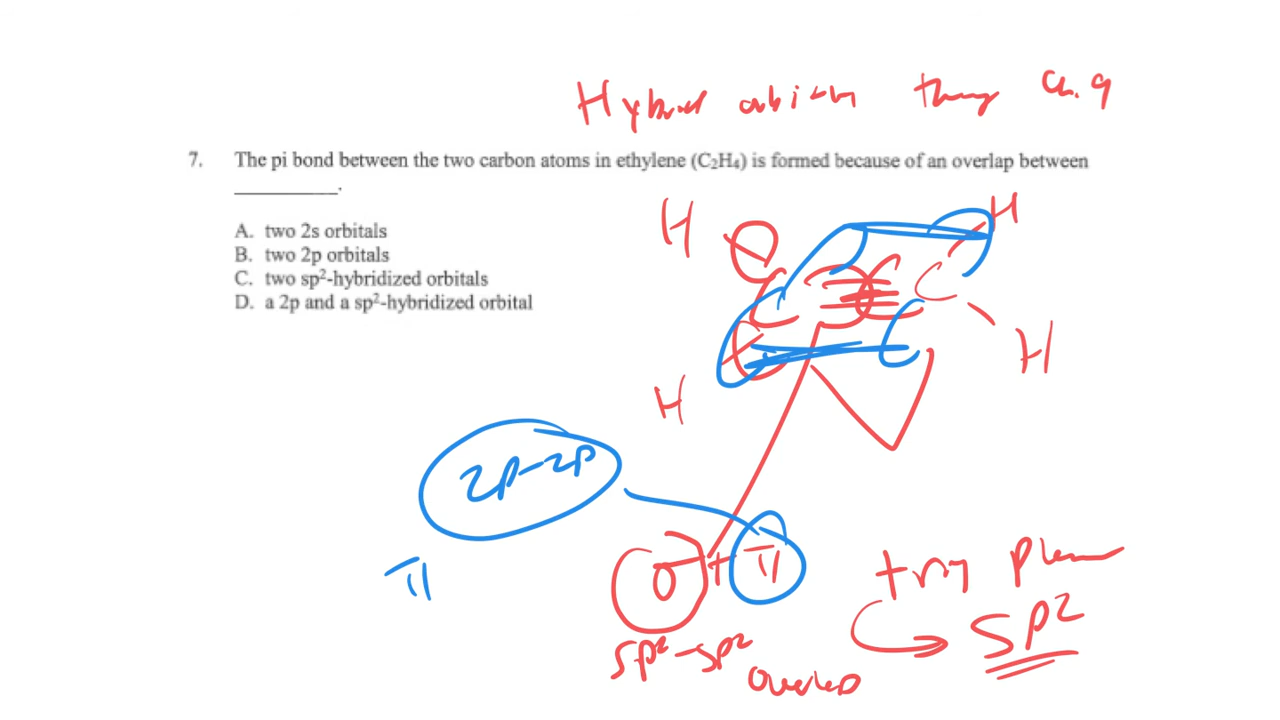 Hybrid orbitals theory Ch. 9
7. The pi bond between the two carbon atoms in ethylene (C₂H₄) is formed because of an overlap between
__________.
A. two 2s orbitals
B. two 2p orbitals
C. two sp²-hybridized orbitals
D. a 2p and a sp²-hybridized orbital
H H
C C C
H H
2p-2p
π σ + π
trig planar
sp²
sp²-sp²
overlap